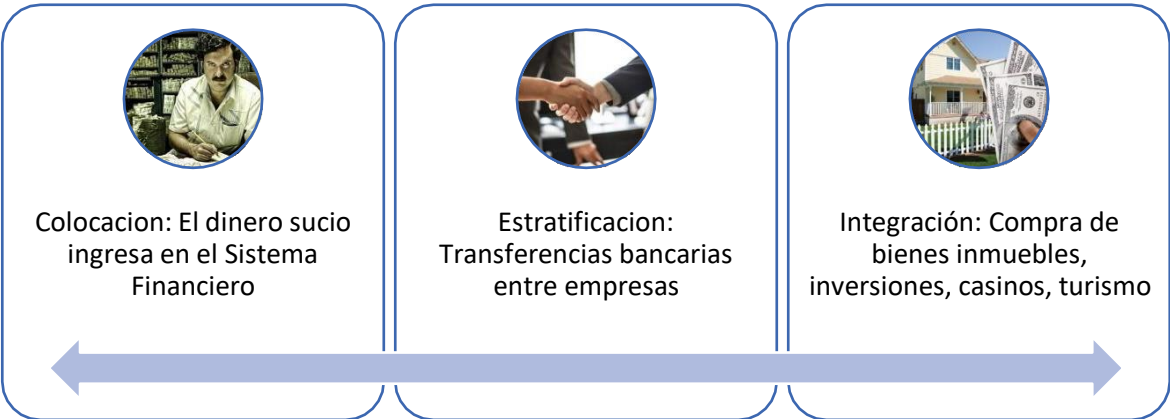 Colocacion: El dinero sucio
ingresa en el Sistema
Financiero
Estratificacion:
Transferencias bancarias
entre empresas
Integración: Compra de
bienes inmuebles,
inversiones, casinos, turismo